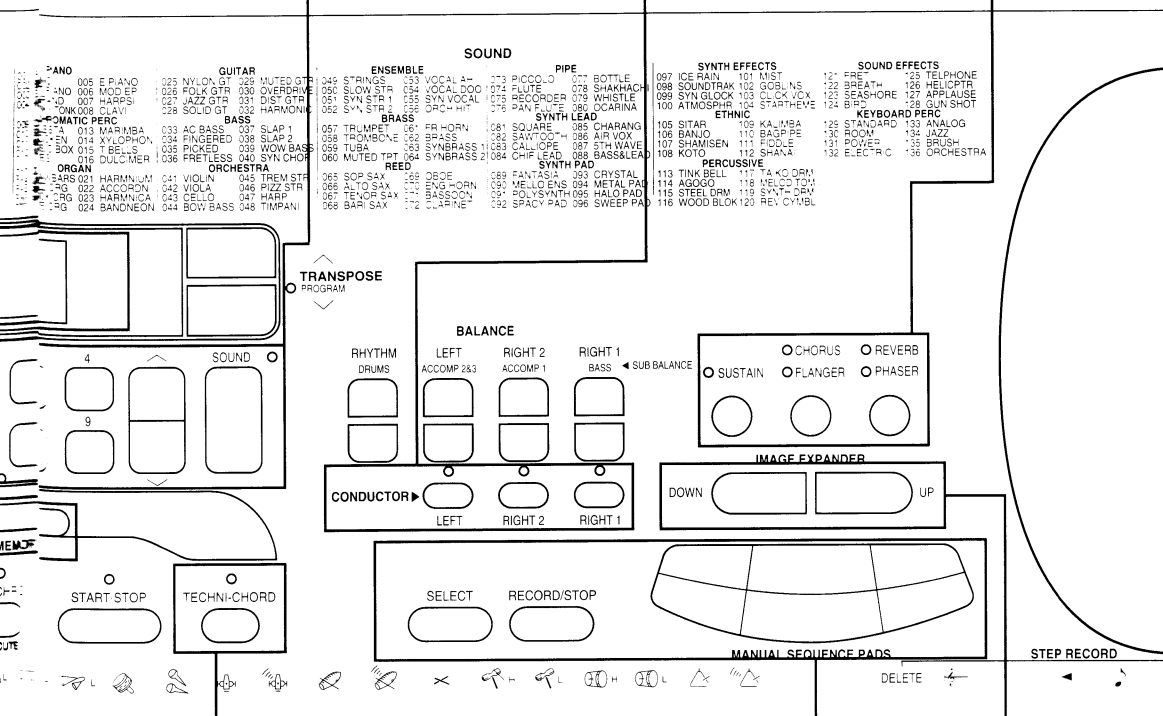 SOUND
PIANO GUITAR ENSEMBLE PIPE SYNTH EFFECTS SOUND EFFECTS
005 E PIANO 025 NYLON GT 029 MUTED GTR 049 STRINGS 053 VOCAL AH 073 PICCOLO 077 BOTTLE 097 ICE RAIN 101 MIST 121 FRET 125 TELPHONE
006 MOD EP 026 FOLK GTR 030 OVERDRIVE 050 SLOW STR 054 VOCAL DOO 074 FLUTE 078 SHAKHACHI 098 SOUNDTRAK 102 GOBLINS 122 BREATH 126 HELICPTR
007 HARPSI 027 JAZZ GTR 031 DIST GTR 051 SYN STR 1 055 SYN VOCAL 075 RECORDER 079 WHISTLE 099 SYN GLOCK 103 CLICK VOX 123 SEASHORE 127 APPLAUSE
TONK 008 CLAVI 028 SOLID GT 032 HARMONIC 052 SYN STR 2 056 ORCH HIT 076 PAN FLUTE 080 OCARINA 100 ATMOSPHR 104 STARTHEME 124 BIRD 128 GUN SHOT
OMATIC PERC BASS BRASS SYNTH LEAD ETHNIC KEYBOARD PERC
013 MARIMBA 033 AC BASS 037 SLAP 1 057 TRUMPET 061 FR HORN 081 SQUARE 085 CHARANG 105 SITAR 109 KALIMBA 129 STANDARD 133 ANALOG
014 XYLOPHON 034 FINGERED 038 SLAP 2 058 TROMBONE 062 BRASS 082 SAWTOOTH 086 AIR VOX 106 BANJO 110 BAGPIPE 130 ROOM 134 JAZZ
BOX 015 T BELLS 035 PICKED 039 WOW BASS 059 TUBA 063 SYNBRASS 1 083 CALLIOPE 087 5TH WAVE 107 SHAMISEN 111 FIDDLE 131 POWER 135 BRUSH
016 DULCIMER 036 FRETLESS 040 SYN CHOP 060 MUTED TPT 064 SYNBRASS 2 084 CHIF LEAD 088 BASS&LEAD 108 KOTO 112 SHANA 132 ELECTRIC 136 ORCHESTRA
ORGAN ORCHESTRA REED SYNTH PAD PERCUSSIVE
BARS 021 HARMNIUM 041 VIOLIN 045 TREM STR 065 SOP SAX 069 OBOE 089 FANTASIA 093 CRYSTAL 113 TINK BELL 117 TAIKO DRM
022 ACCORDN 042 VIOLA 046 PIZZ STR 066 ALTO SAX 070 ENG HORN 090 MELLO ENS 094 METAL PAD 114 AGOGO 118 MELOD TOM
023 HARMNICA 043 CELLO 047 HARP 067 TENOR SAX 071 BASSOON 091 POLYSYNTH 095 HALO PAD 115 STEEL DRM 119 SYNTH DRM
024 BANDNEON 044 BOW BASS 048 TIMPANI 068 BARI SAX 072 CLARINET 092 SPACY PAD 096 SWEEP PAD 116 WOOD BLOK 120 REV CYMBL
TRANSPOSE
PROGRAM
BALANCE
RHYTHM LEFT RIGHT 2 RIGHT 1
DRUMS ACCOMP 2&3 ACCOMP 1 BASS ◀ SUB BALANCE
4 SOUND
9
CHORUS REVERB
SUSTAIN FLANGER PHASER
IMAGE EXPANDER
CONDUCTOR▶
LEFT RIGHT 2 RIGHT 1
DOWN UP
START·STOP TECHNI-CHORD
SELECT RECORD/STOP
MANUAL SEQUENCE PADS
STEP RECORD
L H L H L
DELETE